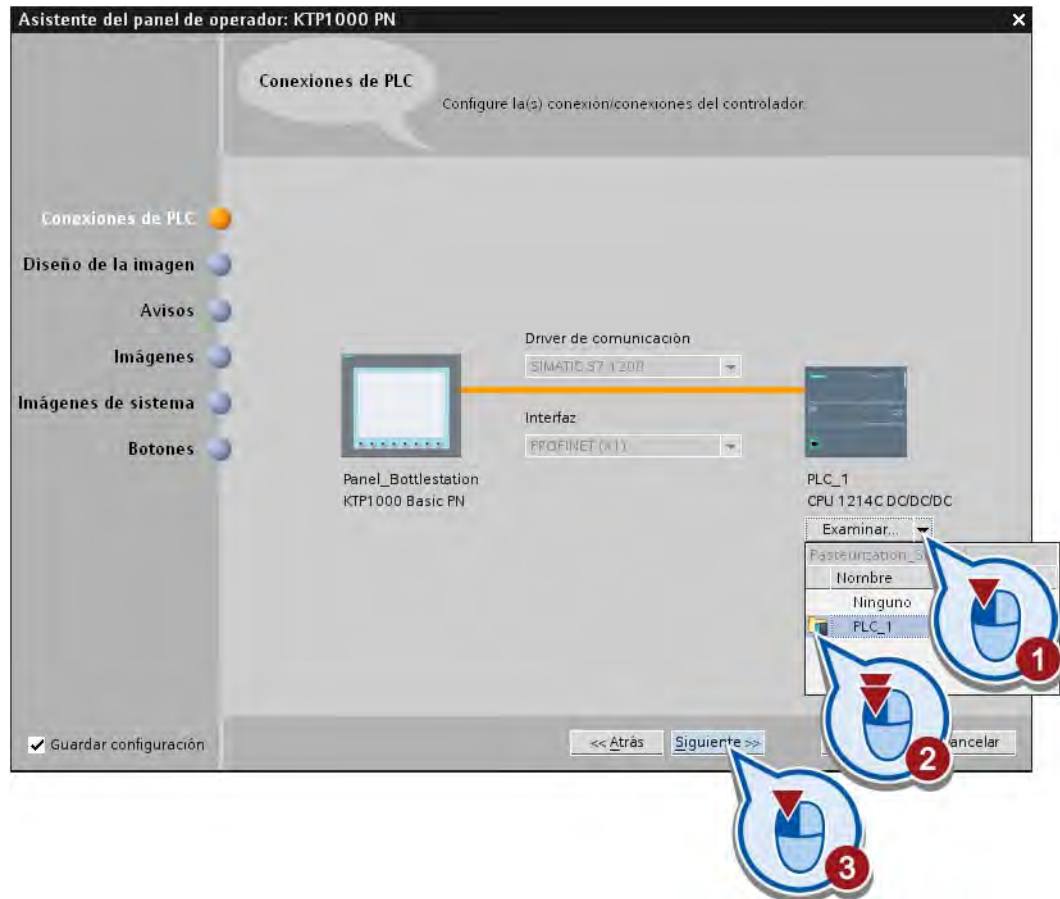 Asistente del panel de operador: KTP1000 PN
Conexiones de PLC
Configure la(s) conexión/conexiones del controlador.
Conexiones de PLC
Diseño de la imagen
Avisos
Imágenes
Imágenes de sistema
Botones
Driver de comunicación
SIMATIC S7 1200
Interfaz
PROFINET (X1)
Panel_Bottlestation
KTP1000 Basic PN
PLC_1
CPU 1214C DC/DC/DC
Examinar...
Nombre
Ninguno
PLC_1
1
2
Guardar configuración
<< Atrás
Siguiente >>
3